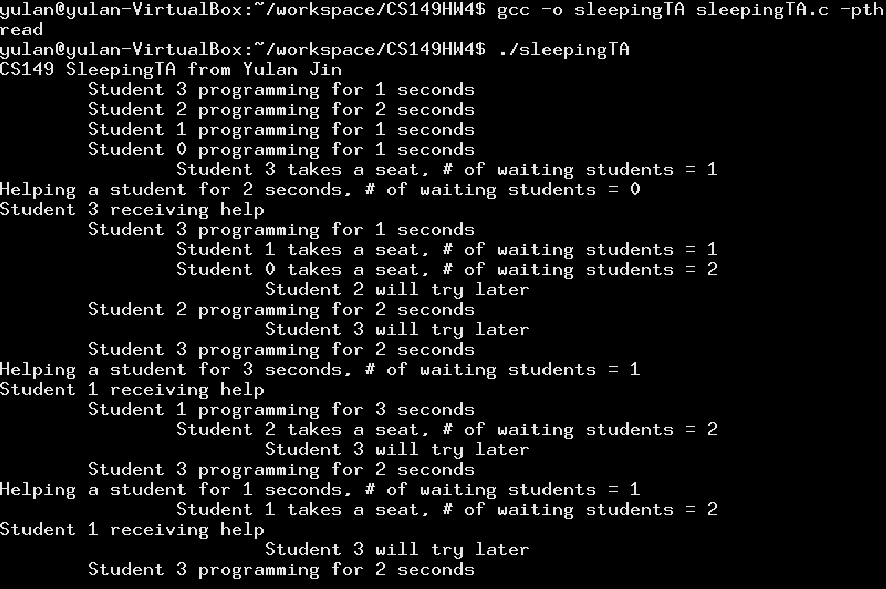 yulan@yulan-VirtualBox:~/workspace/CS149HW4$ gcc -o sleepingTA sleepingTA.c -pth
read
yulan@yulan-VirtualBox:~/workspace/CS149HW4$ ./sleepingTA
CS149 SleepingTA from Yulan Jin
        Student 3 programming for 1 seconds
        Student 2 programming for 2 seconds
        Student 1 programming for 1 seconds
        Student 0 programming for 1 seconds
                Student 3 takes a seat, # of waiting students = 1
Helping a student for 2 seconds, # of waiting students = 0
Student 3 receiving help
        Student 3 programming for 1 seconds
                Student 1 takes a seat, # of waiting students = 1
                Student 0 takes a seat, # of waiting students = 2
                        Student 2 will try later
        Student 2 programming for 2 seconds
                        Student 3 will try later
        Student 3 programming for 2 seconds
Helping a student for 3 seconds, # of waiting students = 1
Student 1 receiving help
        Student 1 programming for 3 seconds
                Student 2 takes a seat, # of waiting students = 2
                        Student 3 will try later
        Student 3 programming for 2 seconds
Helping a student for 1 seconds, # of waiting students = 1
                Student 1 takes a seat, # of waiting students = 2
Student 1 receiving help
                        Student 3 will try later
        Student 3 programming for 2 seconds